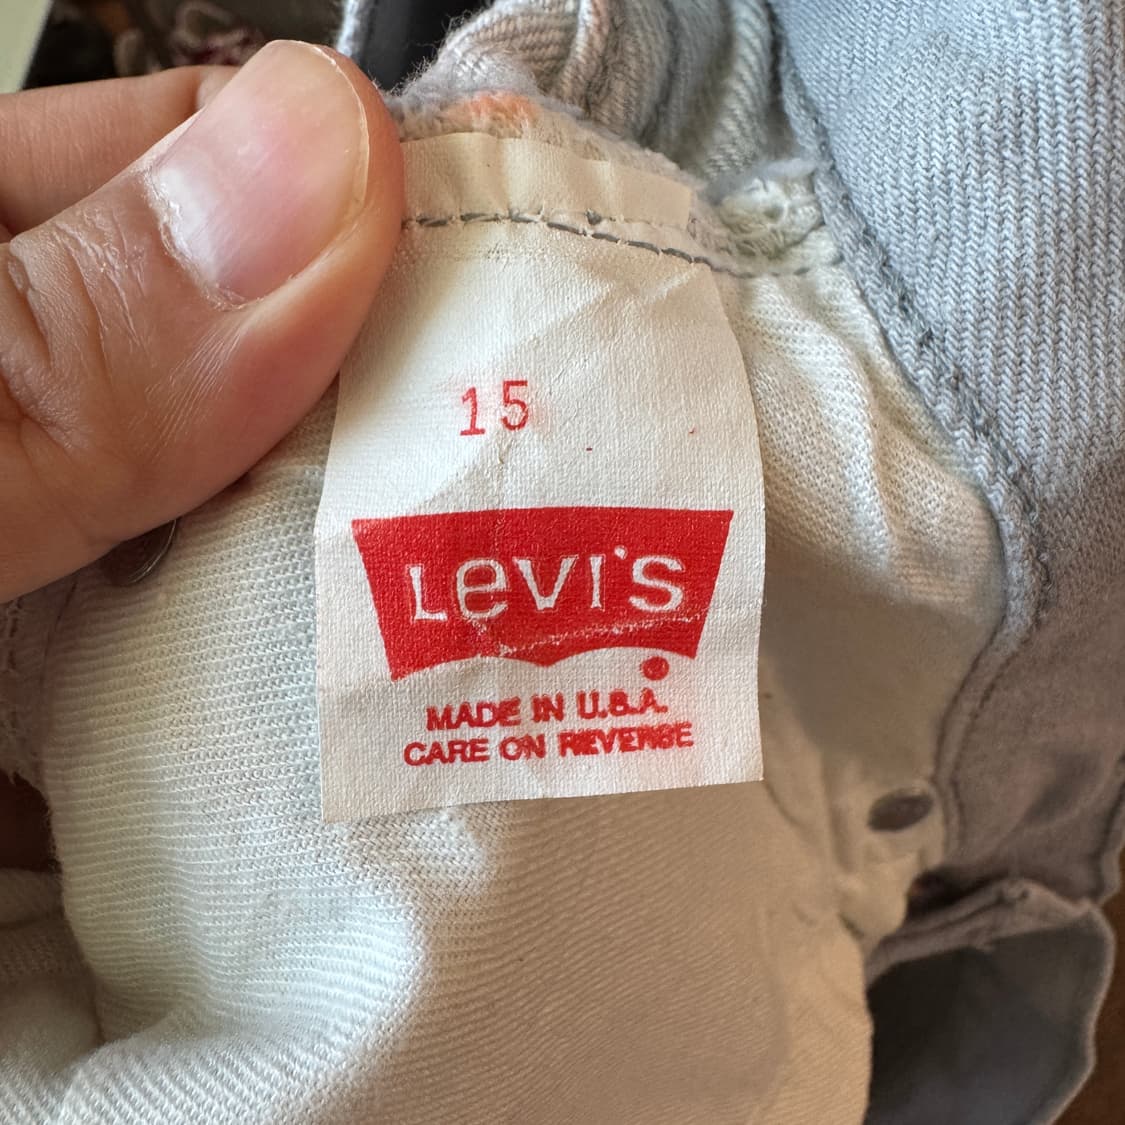 15
Levi's
MADE IN U.S.A.
CARE ON REVERSE